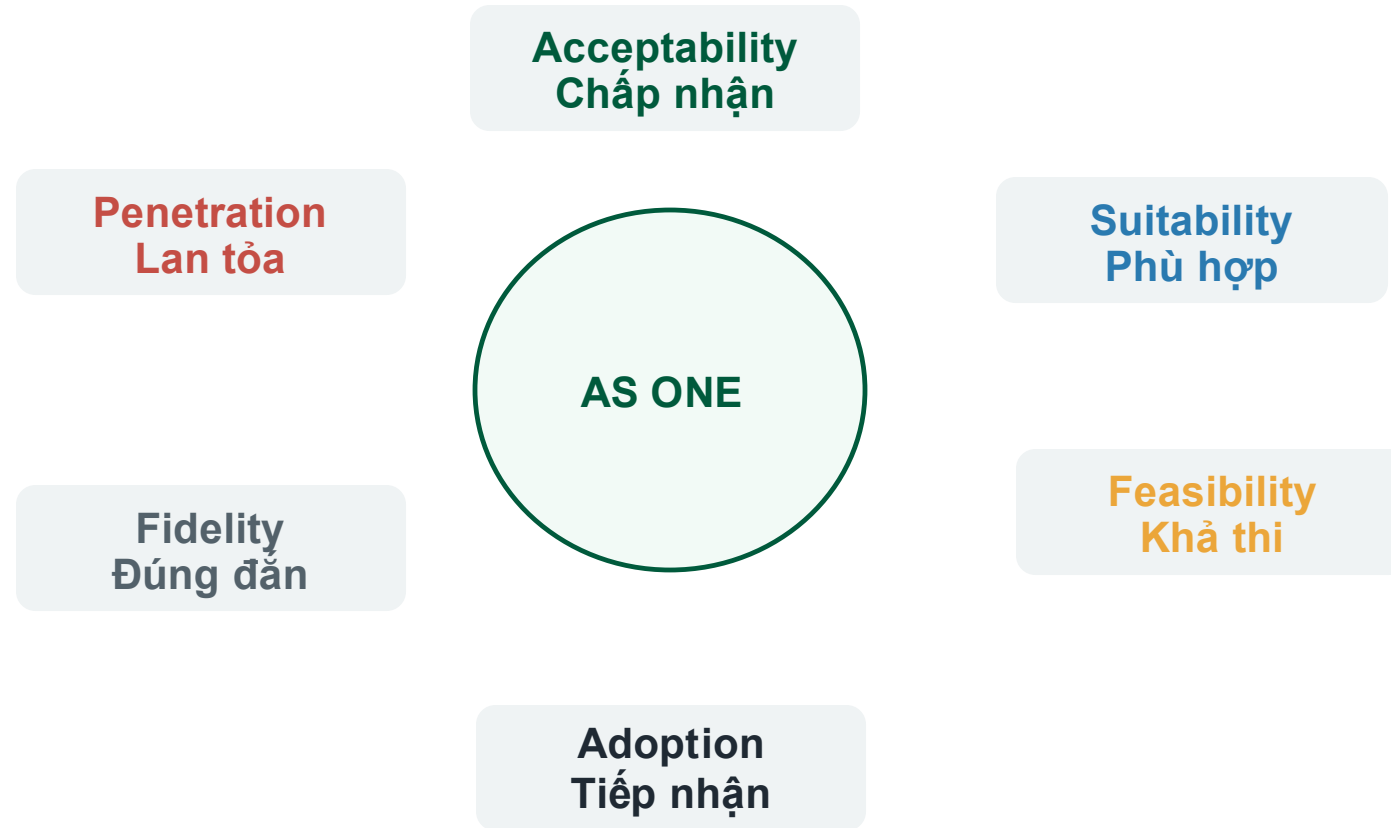 Acceptability
Chấp nhận
Penetration
Lan tỏa
Suitability
Phù hợp
AS ONE
Feasibility
Khả thi
Fidelity
Đúng đắn
Adoption
Tiếp nhận